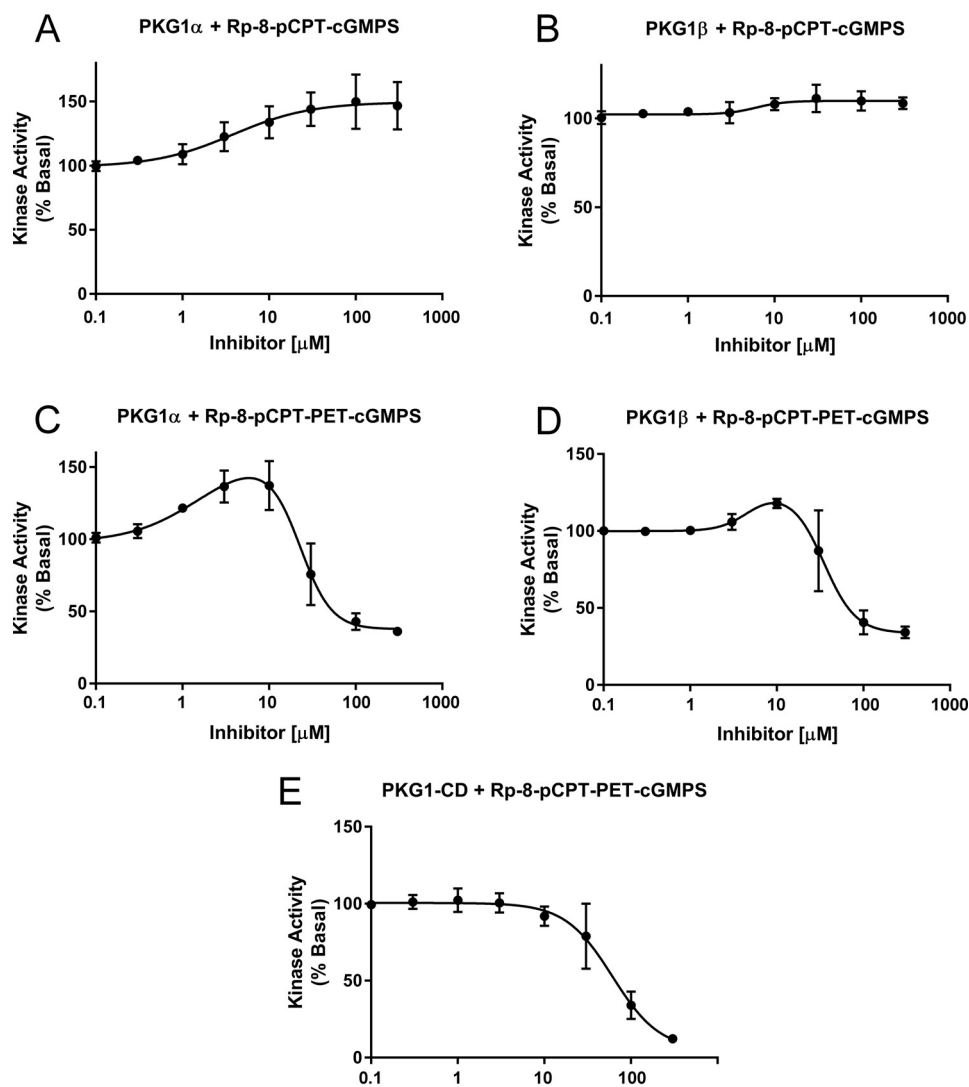 A
PKG1α + Rp-8-pCPT-cGMPS
Kinase Activity
(% Basal)
150
100
50
0
0.1 1 10 100 1000
Inhibitor [μM]
B
PKG1β + Rp-8-pCPT-cGMPS
Kinase Activity
(% Basal)
100
50
0
0.1 1 10 100 1000
Inhibitor [μM]
C
PKG1α + Rp-8-pCPT-PET-cGMPS
Kinase Activity
(% Basal)
150
100
50
0
0.1 1 10 100 1000
Inhibitor [μM]
D
PKG1β + Rp-8-pCPT-PET-cGMPS
Kinase Activity
(% Basal)
150
100
50
0
0.1 1 10 100 1000
Inhibitor [μM]
E
PKG1-CD + Rp-8-pCPT-PET-cGMPS
Kinase Activity
(% Basal)
150
100
50
0
0.1 1 10 100